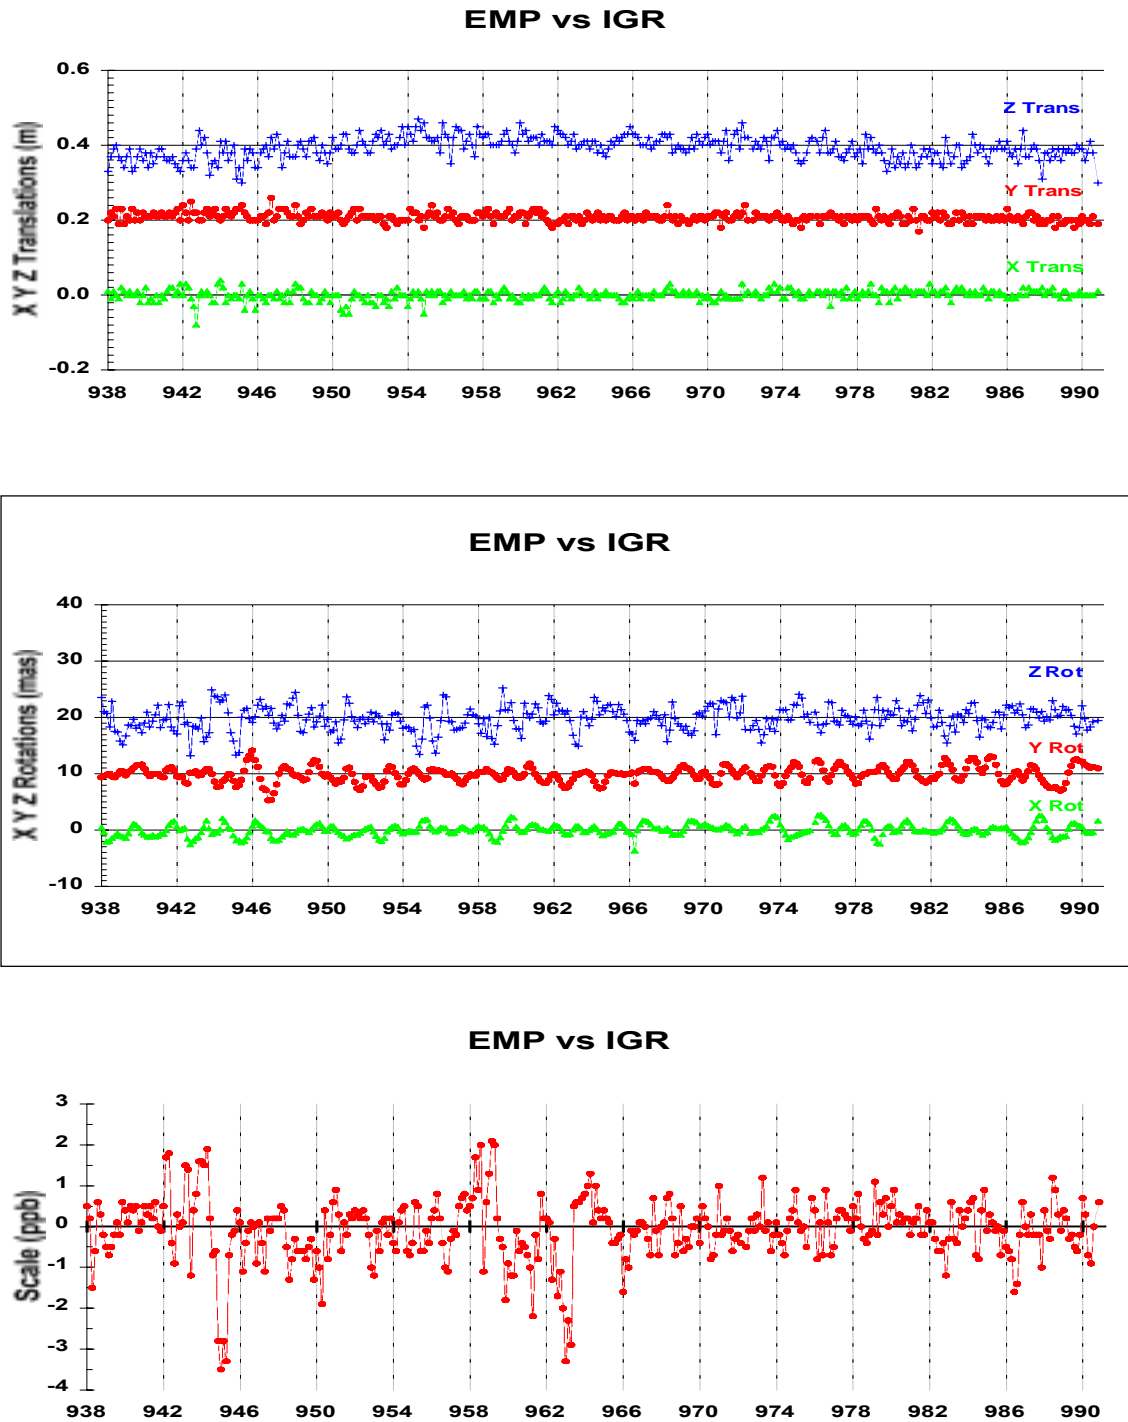 EMP vs IGR
X Y Z Translations (m)
0.6
0.4
0.2
0.0
-0.2
Z Trans
Y Trans
X Trans
938 942 946 950 954 958 962 966 970 974 978 982 986 990
EMP vs IGR
X Y Z Rotations (mas)
40
30
20
10
0
-10
Z Rot
Y Rot
X Rot
938 942 946 950 954 958 962 966 970 974 978 982 986 990
EMP vs IGR
Scale (ppb)
3
2
1
0
-1
-2
-3
-4
938 942 946 950 954 958 962 966 970 974 978 982 986 990